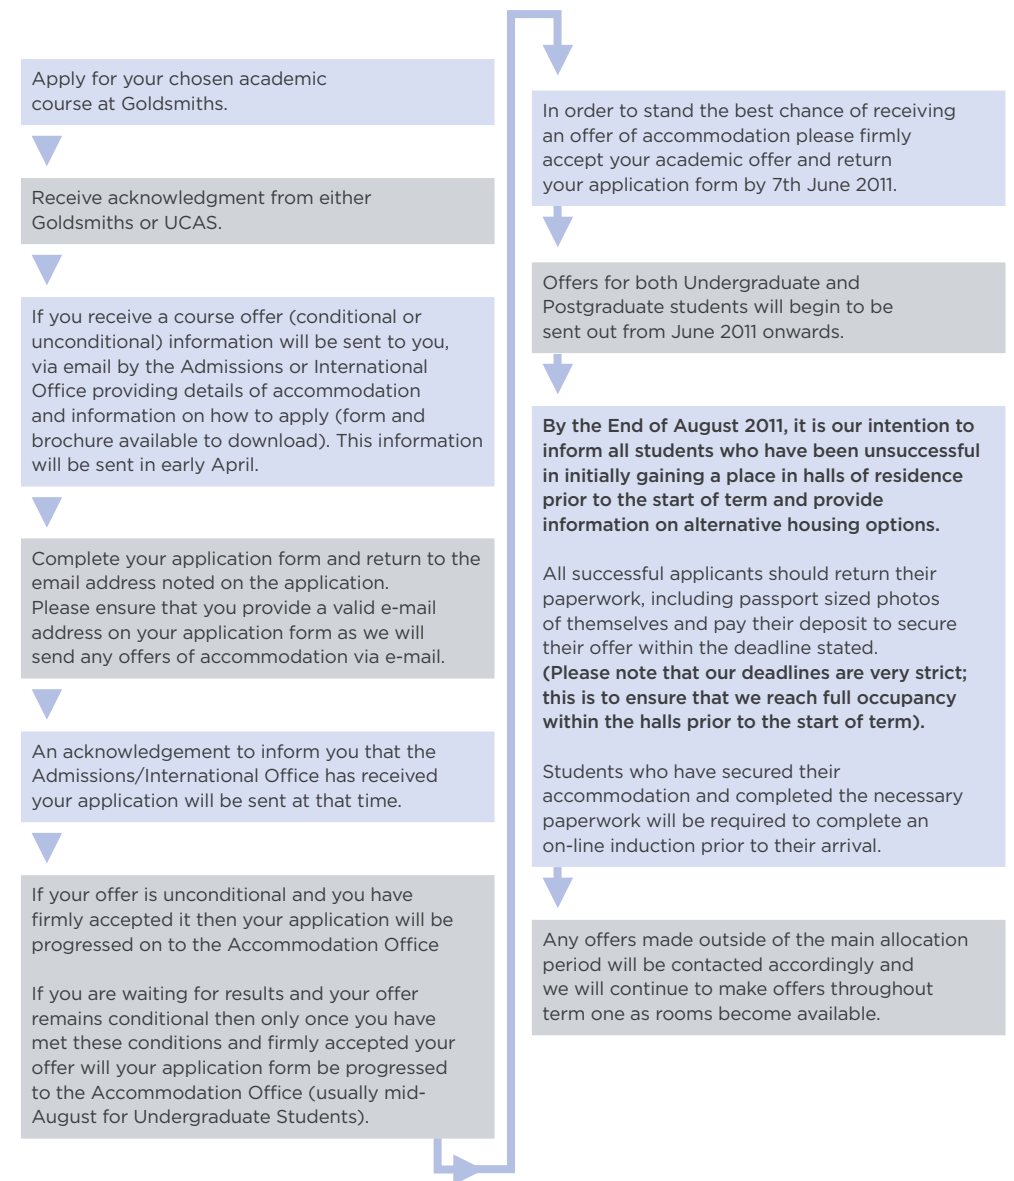 Apply for your chosen academic
course at Goldsmiths.
Receive acknowledgment from either
Goldsmiths or UCAS.
If you receive a course offer (conditional or
unconditional) information will be sent to you,
via email by the Admissions or International
Office providing details of accommodation
and information on how to apply (form and
brochure available to download). This information
will be sent in early April.
Complete your application form and return to the
email address noted on the application.
Please ensure that you provide a valid e-mail
address on your application form as we will
send any offers of accommodation via e-mail.
An acknowledgement to inform you that the
Admissions/International Office has received
your application will be sent at that time.
If your offer is unconditional and you have
firmly accepted it then your application will be
progressed on to the Accommodation Office
If you are waiting for results and your offer
remains conditional then only once you have
met these conditions and firmly accepted your
offer will your application form be progressed
to the Accommodation Office (usually mid-
August for Undergraduate Students).
In order to stand the best chance of receiving
an offer of accommodation please firmly
accept your academic offer and return
your application form by 7th June 2011.
Offers for both Undergraduate and
Postgraduate students will begin to be
sent out from June 2011 onwards.
By the End of August 2011, it is our intention to
inform all students who have been unsuccessful
in initially gaining a place in halls of residence
prior to the start of term and provide
information on alternative housing options.
All successful applicants should return their
paperwork, including passport sized photos
of themselves and pay their deposit to secure
their offer within the deadline stated.
(Please note that our deadlines are very strict;
this is to ensure that we reach full occupancy
within the halls prior to the start of term).
Students who have secured their
accommodation and completed the necessary
paperwork will be required to complete an
on-line induction prior to their arrival.
Any offers made outside of the main allocation
period will be contacted accordingly and
we will continue to make offers throughout
term one as rooms become available.